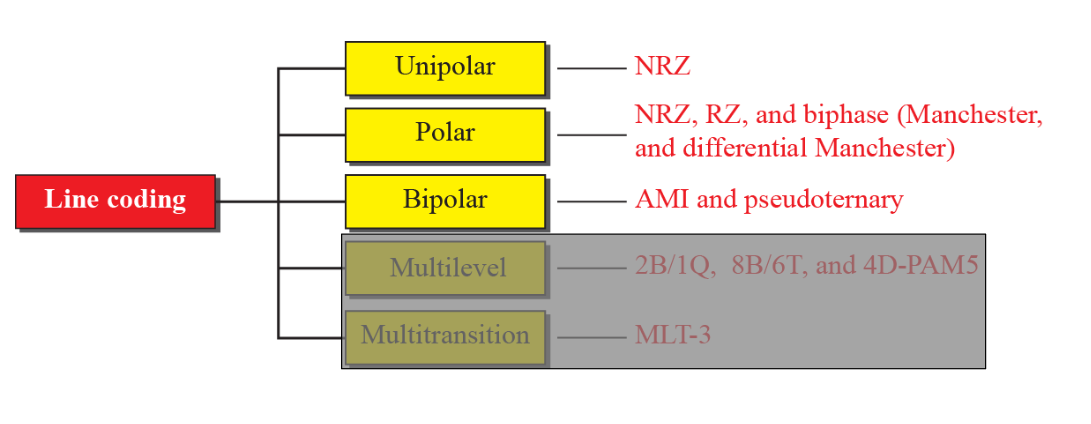 Unipolar
NRZ
Polar
NRZ, RZ, and biphase (Manchester,
and differential Manchester)
Line coding
Bipolar
AMI and pseudoternary
Multilevel
2B/1Q, 8B/6T, and 4D-PAM5
Multitransition
MLT-3